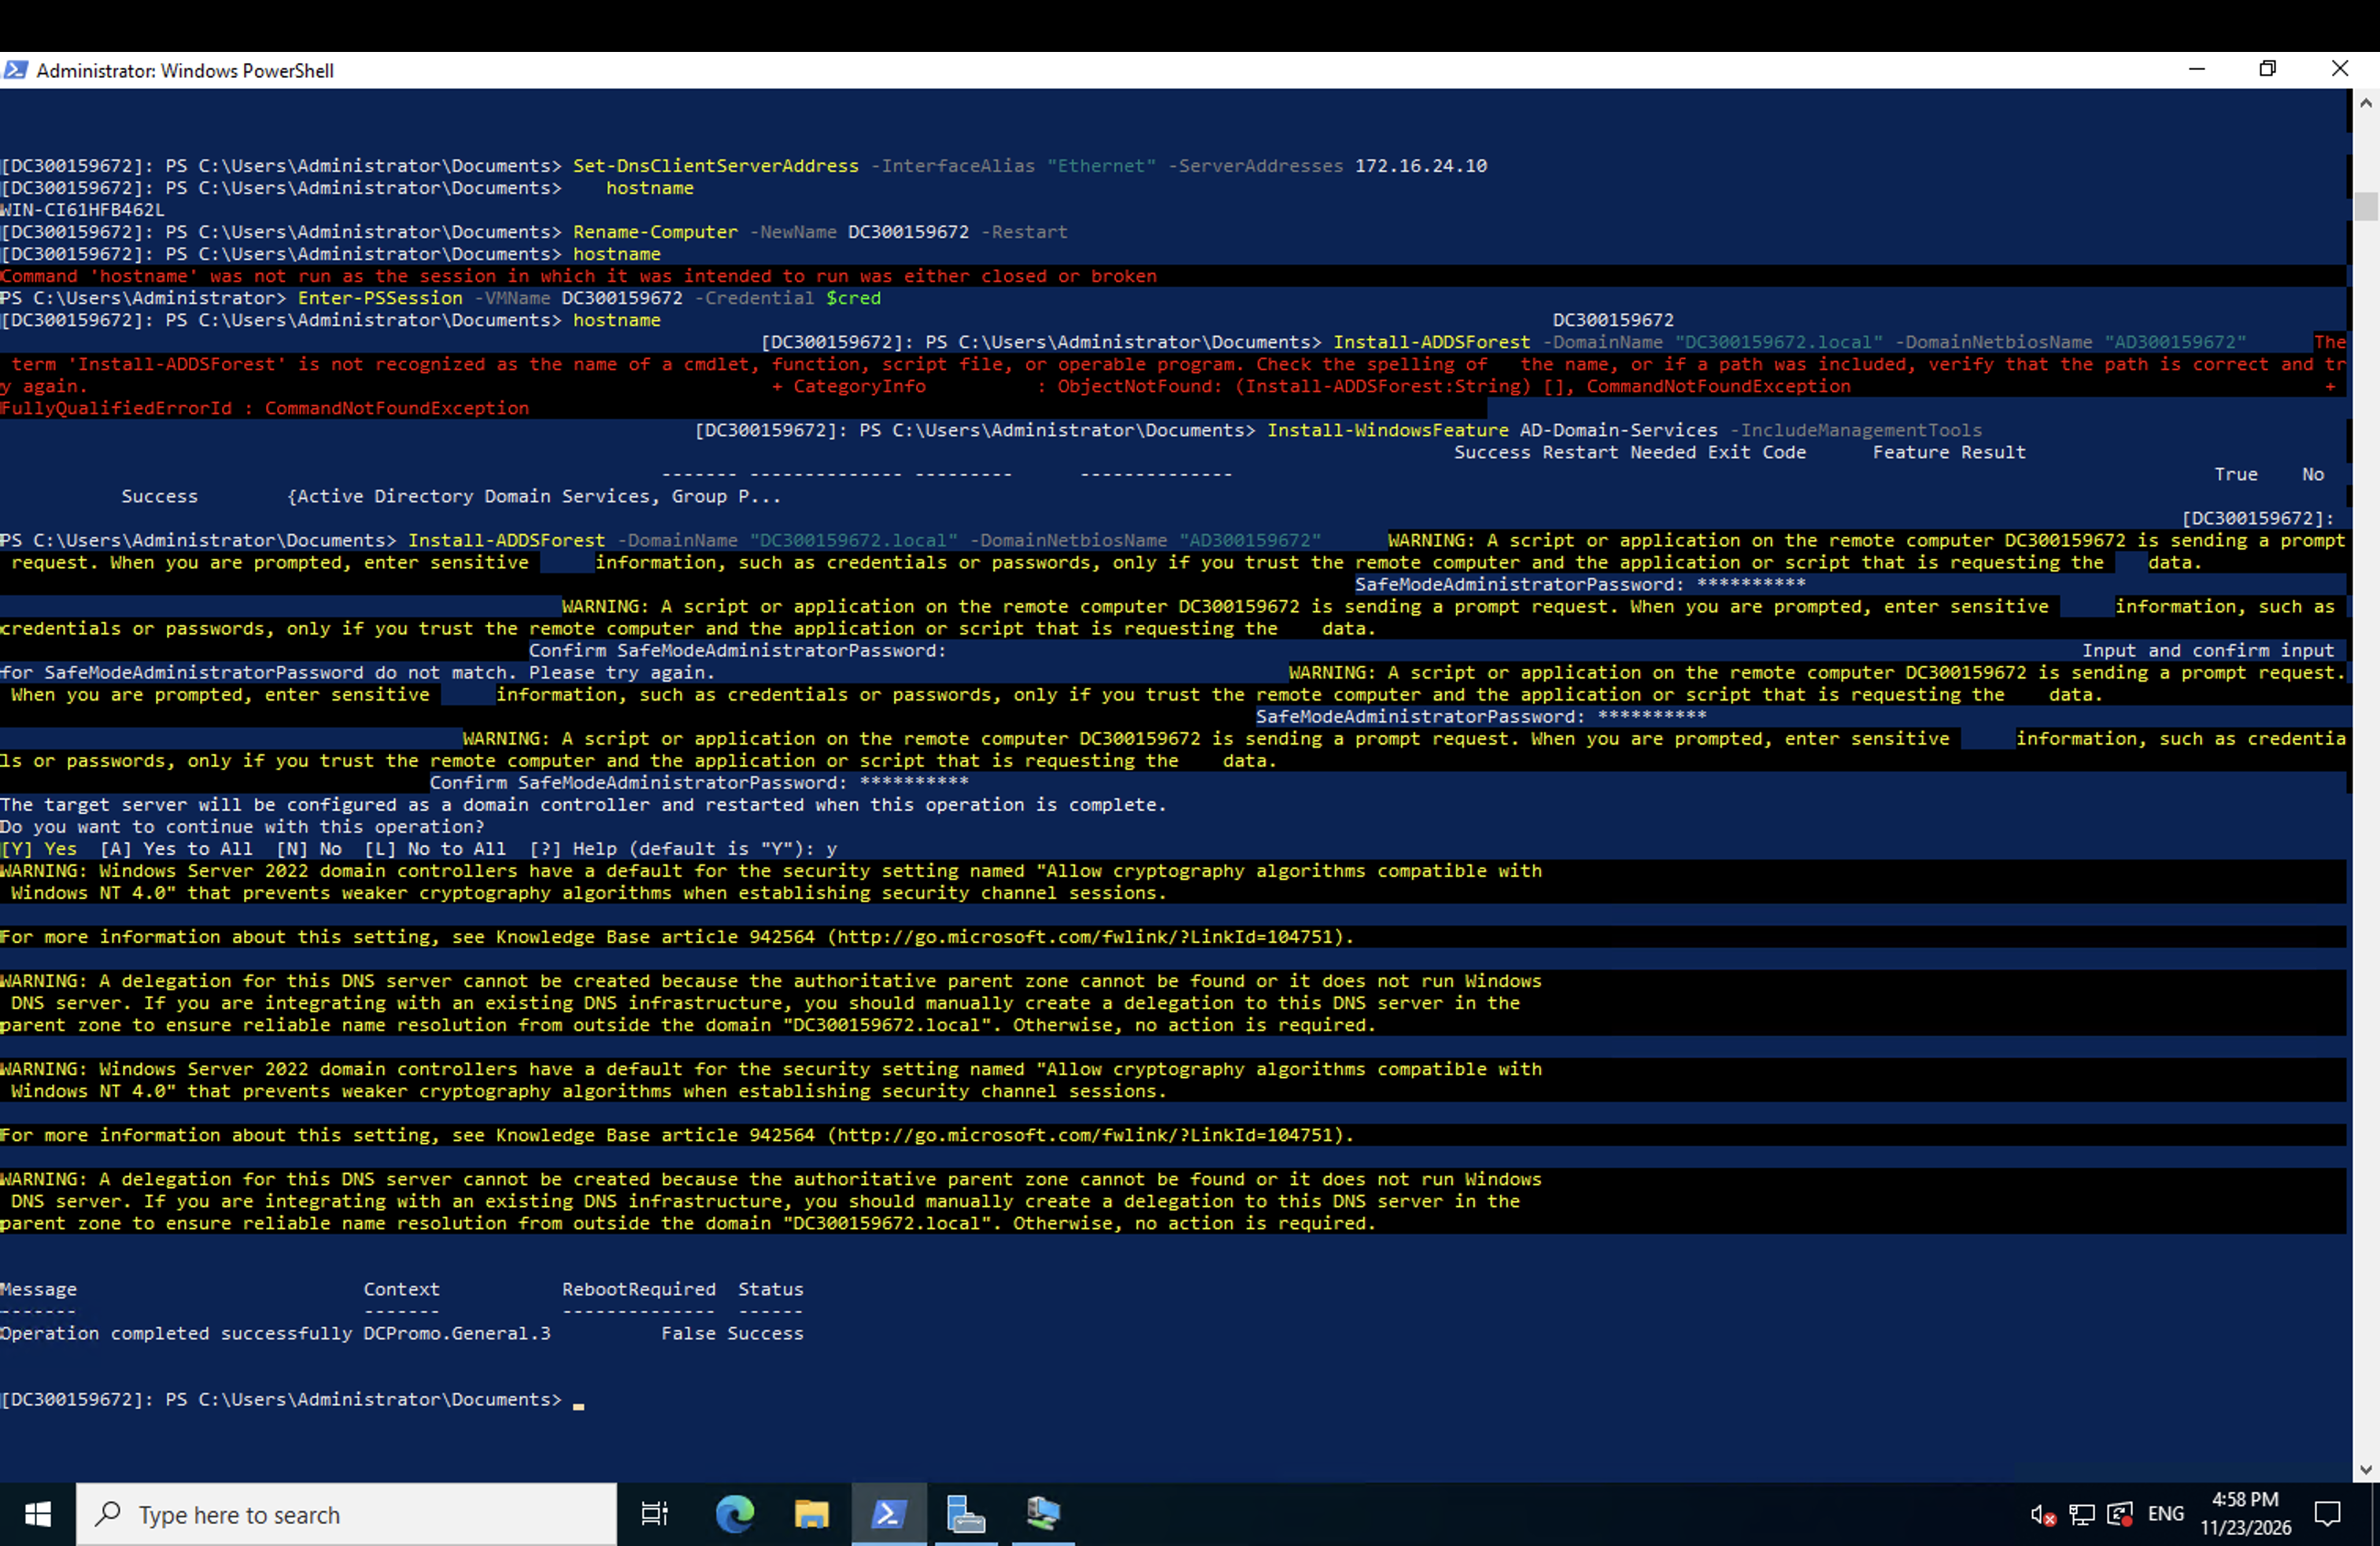 Administrator: Windows PowerShell
[DC300159672]: PS C:\Users\Administrator\Documents> Set-DnsClientServerAddress -InterfaceAlias "Ethernet" -ServerAddresses 172.16.24.10
[DC300159672]: PS C:\Users\Administrator\Documents>    hostname
WIN-CI61HFB462L
[DC300159672]: PS C:\Users\Administrator\Documents> Rename-Computer -NewName DC300159672 -Restart
[DC300159672]: PS C:\Users\Administrator\Documents> hostname
Command 'hostname' was not run as the session in which it was intended to run was either closed or broken
PS C:\Users\Administrator> Enter-PSSession -VMName DC300159672 -Credential $cred
[DC300159672]: PS C:\Users\Administrator\Documents> hostname
DC300159672
[DC300159672]: PS C:\Users\Administrator\Documents> Install-ADDSForest -DomainName "DC300159672.local" -DomainNetbiosName "AD300159672" The
term 'Install-ADDSForest' is not recognized as the name of a cmdlet, function, script file, or operable program. Check the spelling of   the name, or if a path was included, verify that the path is correct and tr
y again.   + CategoryInfo          : ObjectNotFound: (Install-ADDSForest:String) [], CommandNotFoundException   +
FullyQualifiedErrorId : CommandNotFoundException
[DC300159672]: PS C:\Users\Administrator\Documents> Install-WindowsFeature AD-Domain-Services -IncludeManagementTools
Success Restart Needed Exit Code      Feature Result
------- -------------- ---------      --------------
True    No
Success        {Active Directory Domain Services, Group P...
[DC300159672]:
PS C:\Users\Administrator\Documents> Install-ADDSForest -DomainName "DC300159672.local" -DomainNetbiosName "AD300159672"      WARNING: A script or application on the remote computer DC300159672 is sending a prompt
request. When you are prompted, enter sensitive      information, such as credentials or passwords, only if you trust the remote computer and the application or script that is requesting the    data.
SafeModeAdministratorPassword: **********
WARNING: A script or application on the remote computer DC300159672 is sending a prompt request. When you are prompted, enter sensitive      information, such as
credentials or passwords, only if you trust the remote computer and the application or script that is requesting the    data.
Confirm SafeModeAdministratorPassword:      Input and confirm input
for SafeModeAdministratorPassword do not match. Please try again.      WARNING: A script or application on the remote computer DC300159672 is sending a prompt request.
When you are prompted, enter sensitive      information, such as credentials or passwords, only if you trust the remote computer and the application or script that is requesting the    data.
SafeModeAdministratorPassword: **********
WARNING: A script or application on the remote computer DC300159672 is sending a prompt request. When you are prompted, enter sensitive      information, such as credentia
ls or passwords, only if you trust the remote computer and the application or script that is requesting the    data.
Confirm SafeModeAdministratorPassword: **********
The target server will be configured as a domain controller and restarted when this operation is complete.
Do you want to continue with this operation?
[Y] Yes  [A] Yes to All  [N] No  [L] No to All  [?] Help (default is "Y"): y
WARNING: Windows Server 2022 domain controllers have a default for the security setting named "Allow cryptography algorithms compatible with
Windows NT 4.0" that prevents weaker cryptography algorithms when establishing security channel sessions.
For more information about this setting, see Knowledge Base article 942564 (http://go.microsoft.com/fwlink/?LinkId=104751).
WARNING: A delegation for this DNS server cannot be created because the authoritative parent zone cannot be found or it does not run Windows
DNS server. If you are integrating with an existing DNS infrastructure, you should manually create a delegation to this DNS server in the
parent zone to ensure reliable name resolution from outside the domain "DC300159672.local". Otherwise, no action is required.
WARNING: Windows Server 2022 domain controllers have a default for the security setting named "Allow cryptography algorithms compatible with
Windows NT 4.0" that prevents weaker cryptography algorithms when establishing security channel sessions.
For more information about this setting, see Knowledge Base article 942564 (http://go.microsoft.com/fwlink/?LinkId=104751).
WARNING: A delegation for this DNS server cannot be created because the authoritative parent zone cannot be found or it does not run Windows
DNS server. If you are integrating with an existing DNS infrastructure, you should manually create a delegation to this DNS server in the
parent zone to ensure reliable name resolution from outside the domain "DC300159672.local". Otherwise, no action is required.
Message                          Context           RebootRequired  Status
-------                          -------           --------------  ------
Operation completed successfully DCPromo.General.3          False Success
[DC300159672]: PS C:\Users\Administrator\Documents>
Type here to search
ENG
4:58 PM
11/23/2026